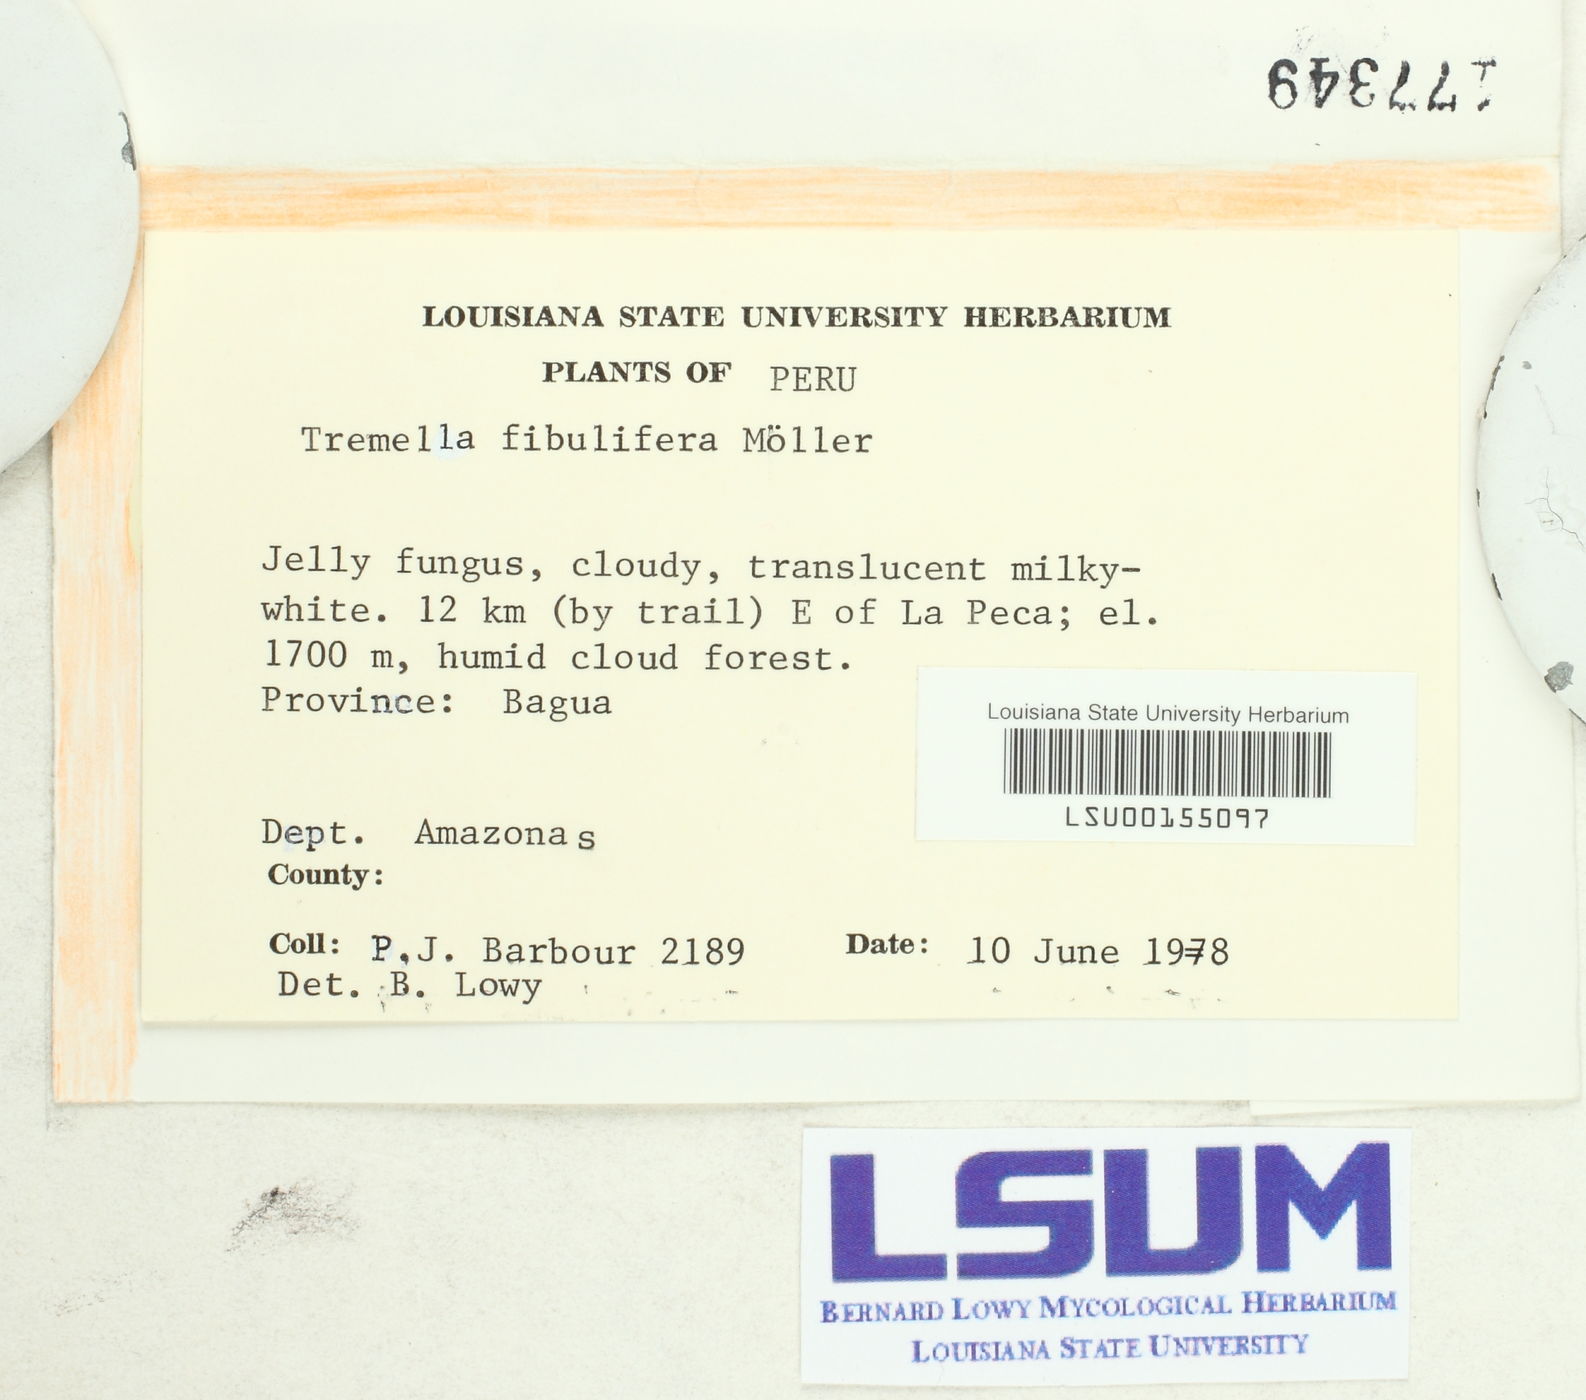 177349
LOUISIANA STATE UNIVERSITY HERBARIUM
PLANTS OF PERU
Tremella fibulifera Möller
Jelly fungus, cloudy, translucent milky-
white. 12 km (by trail) E of La Peca; el.
1700 m, humid cloud forest.
Province: Bagua
Louisiana State University Herbarium
LSU00155097
Dept. Amazonas
County:
Coll: P.J. Barbour 2189 Date: 10 June 1978
Det. B. Lowy
LSUM
BERNARD LOWY MYCOLOGICAL HERBARIUM
LOUISIANA STATE UNIVERSITY